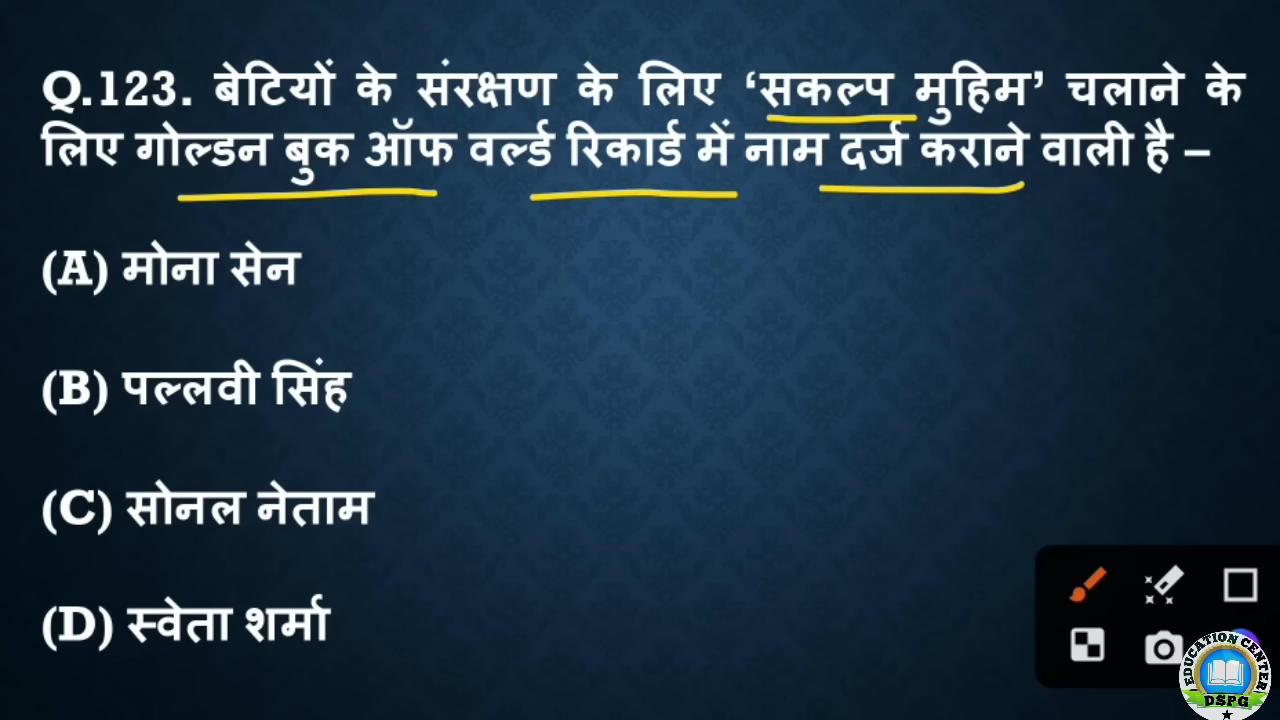 Q.123. बेटियों के संरक्षण के लिए ‘सकल्प मुहिम’ चलाने के
लिए गोल्डन बुक ऑफ वर्ल्ड रिकार्ड में नाम दर्ज कराने वाली है –
(A) मोना सेन
(B) पल्लवी सिंह
(C) सोनल नेताम
(D) स्वेता शर्मा
EDUCATION CENTER
DSPG